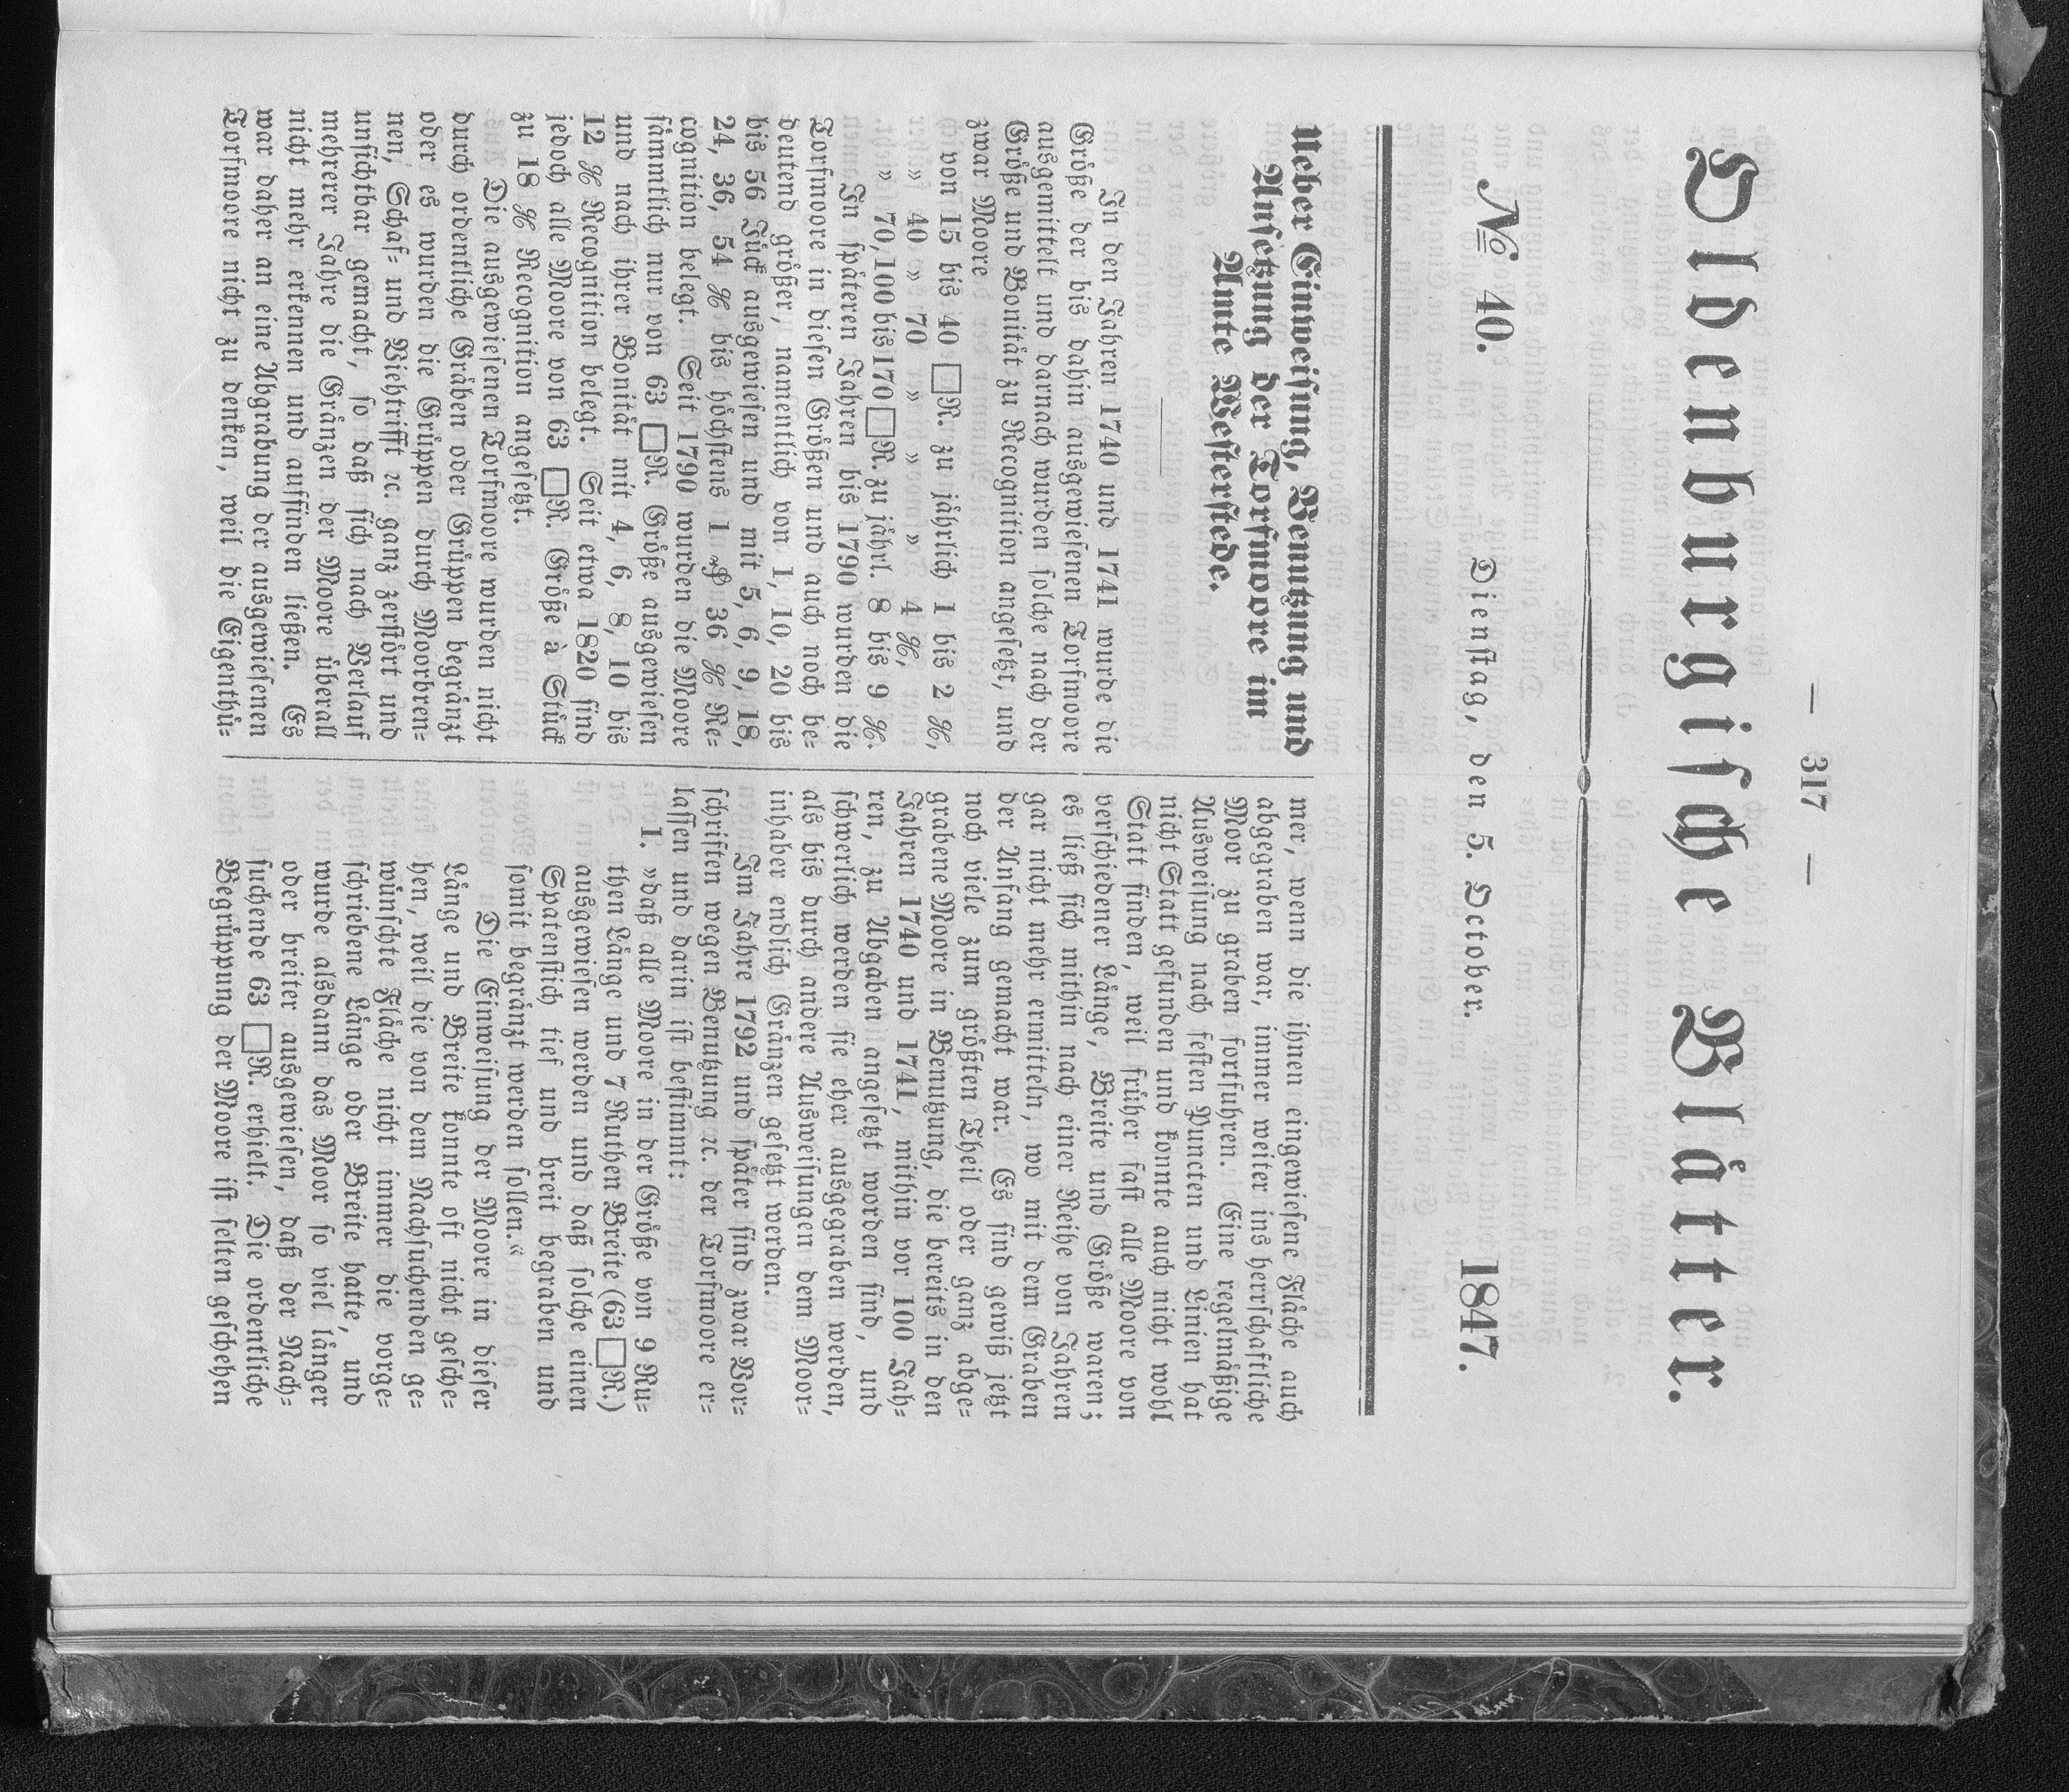 — 317 —
Oldenburgische Blåtter.
№ 40. Dienstag, den 5. October. 1847.
Ueber Einweisung, Benutzung und
Ansetzung der Torfmoore im
Amte Westerstede.
In den Jahren 1740 und 1741 wurde die
Grö̈ße der bis dahin ausgewiesenen Torfmoore
ausgemittelt und darnach wurden solche nach der
Größe und Bonität zu Recognition angesetzt, und
zwar Moore
von 15 bis 40 □R. zu jährlich 1 bis 2 ℋ,
» 40 » 70 » » » 4 ℋ,
» 70, 100 bis 170 □R. zu jährl. 8 bis 9 ℋ.
In späteren Jahren bis 1790 wurden die
Torfmoore in diesen Größen und auch noch be=
deutend größer, namentlich von 1, 10, 20 bis
bis 56 Jück ausgewiesen und mit 5, 6, 9, 18,
24, 36, 54 ℋ bis höchstens 1 ₰ 36 ℋ Re=
cognition belegt. Seit 1790 wurden die Moore
sämmtlich nur von 63 □R. Größe ausgewiesen
und nach ihrer Bonität mit 4, 6, 8, 10 bis
12 ℋ Recognition belegt. Seit etwa 1820 sind
jedoch alle Moore von 63 □R. Größe à Stück
zu 18 ℋ Recognition angesetzt.
Die ausgewiesenen Torfmoore wurden nicht
durch ordentliche Gräben oder Grüppen begränzt
oder es wurden die Grüppen durch Moorbren=
nen, Schaf= und Viehtrifft ꝛc. ganz zerstört und
unsichtbar gemacht, so daß sich nach Verlauf
mehrerer Jahre die Gränzen der Moore überall
nicht mehr erkennen und auffinden ließen. Es
war daher an eine Abgrabung der ausgewiesenen
Torfmoore nicht zu denken, weil die Eigenthü=
mer, wenn die ihnen eingewiesene Fläche auch
abgegraben war, immer weiter ins herrschaftliche
Moor zu graben fortfuhren. Eine regelmäßige
Ausweisung nach festen Puncten und Linien hat
nicht Statt gefunden und konnte auch nicht wohl
Statt finden, weil früher fast alle Moore von
verschiedener Länge, Breite und Größe waren;
es ließ sich mithin nach einer Reihe von Jahren
gar nicht mehr ermitteln, wo mit dem Graben
der Anfang gemacht war. Es sind gewiß jetzt
noch viele zum größten Theil oder ganz abge=
grabene Moore in Benutzung, die bereits in den
Jahren 1740 und 1741, mithin vor 100 Jah=
ren, zu Abgaben angesetzt worden sind, und
schwerlich werden sie eher ausgegraben werden,
als bis durch andere Ausweisungen dem Moor=
inhaber endlich Gränzen gesetzt werden.
Im Jahre 1792 und später sind zwar Vor=
schriften wegen Benutzung ꝛc. der Torfmoore er=
lassen und darin ist bestimmt:
1. »daß alle Moore in der Größe von 9 Ru=
then Länge und 7 Ruthen Breite (63 □R.)
ausgewiesen werden und daß solche einen
Spatenstich tief und breit begraben und
somit begränzt werden sollen.«
Die Einweisung der Moore in dieser
Länge und Breite konnte oft nicht gesche=
hen, weil die von dem Nachsuchenden ge=
wünschte Fläche nicht immer die vorge=
schriebene Länge oder Breite hatte, und
wurde alsdann das Moor so viel länger
oder breiter ausgewiesen, daß der Nach=
suchende 63 □R. erhielt. Die ordentliche
Begrüppung der Moore ist selten geschehen